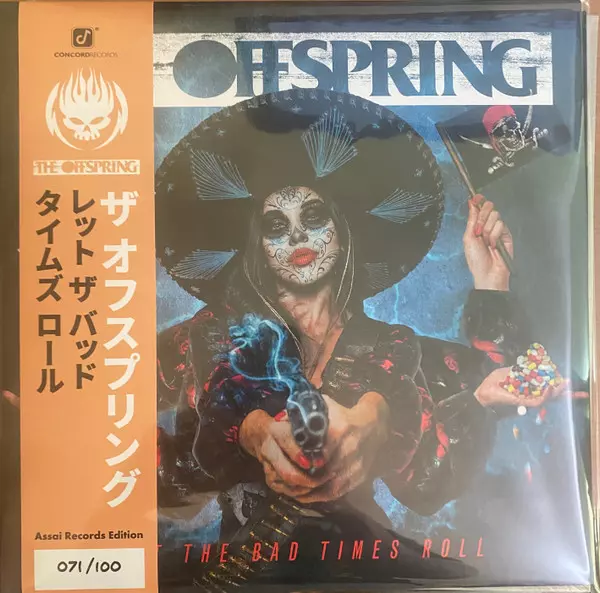 CONCORD RECORDS
THE OFFSPRING
ザ オフスプリング
レット ザ バッド
タイムズ ロール
Assai Records Edition
071/100
OFFSPRING
T THE BAD TIMES ROLL